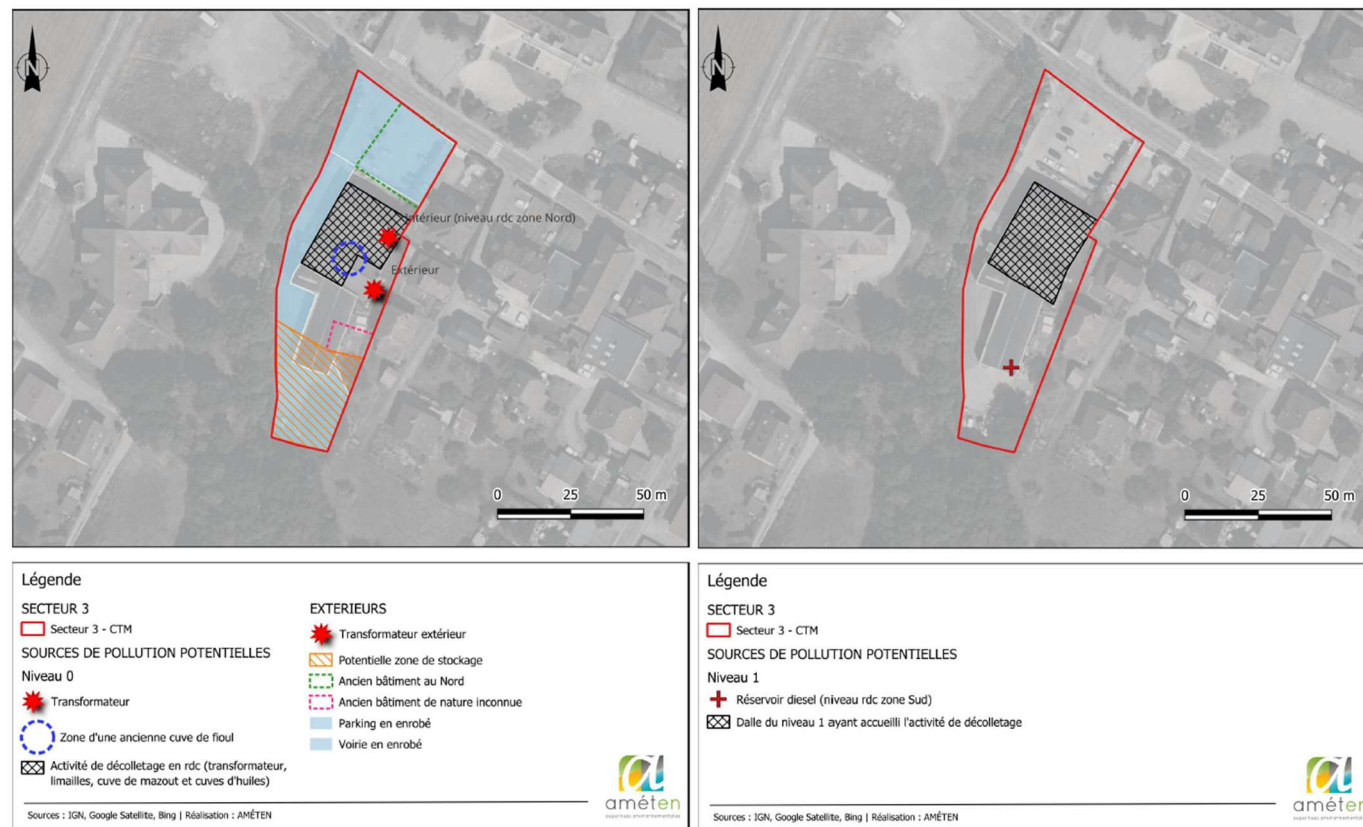 N
Intérieur (niveau rdc zone Nord)
Extérieur
0 25 50 m
Légende
SECTEUR 3
Secteur 3 - CTM
SOURCES DE POLLUTION POTENTIELLES
Niveau 0
Transformateur
Zone d'une ancienne cuve de fioul
Activité de décolletage en rdc (transformateur,
limailles, cuve de mazout et cuves d'huiles)
EXTERIEURS
Transformateur extérieur
Potentielle zone de stockage
Ancien bâtiment au Nord
Ancien bâtiment de nature inconnue
Parking en enrobé
Voirie en enrobé
améten
expertises environnementales
Sources : IGN, Google Satellite, Bing | Réalisation : AMÉTEN
N
0 25 50 m
Légende
SECTEUR 3
Secteur 3 - CTM
SOURCES DE POLLUTION POTENTIELLES
Niveau 1
Réservoir diesel (niveau rdc zone Sud)
Dalle du niveau 1 ayant accueilli l'activité de décolletage
améten
expertises environnementales
Sources : IGN, Google Satellite, Bing | Réalisation : AMÉTEN